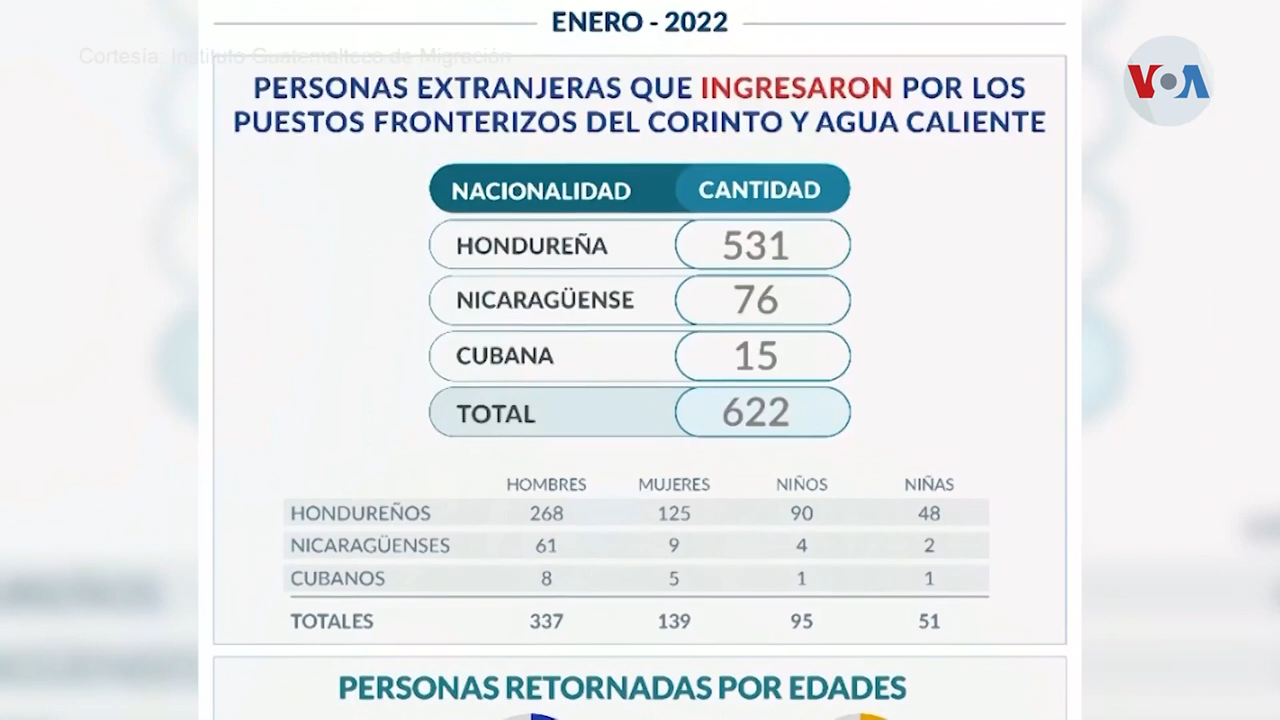 ENERO - 2022
Cortesía: Instituto Guatemalteco de Migración
VOA
PERSONAS EXTRANJERAS QUE INGRESARON POR LOS
PUESTOS FRONTERIZOS DEL CORINTO Y AGUA CALIENTE
NACIONALIDAD CANTIDAD
HONDUREÑA 531
NICARAGÜENSE 76
CUBANA 15
TOTAL 622
HOMBRES MUJERES NIÑOS NIÑAS
HONDUREÑOS 268 125 90 48
NICARAGÜENSES 61 9 4 2
CUBANOS 8 5 1 1
TOTALES 337 139 95 51
PERSONAS RETORNADAS POR EDADES